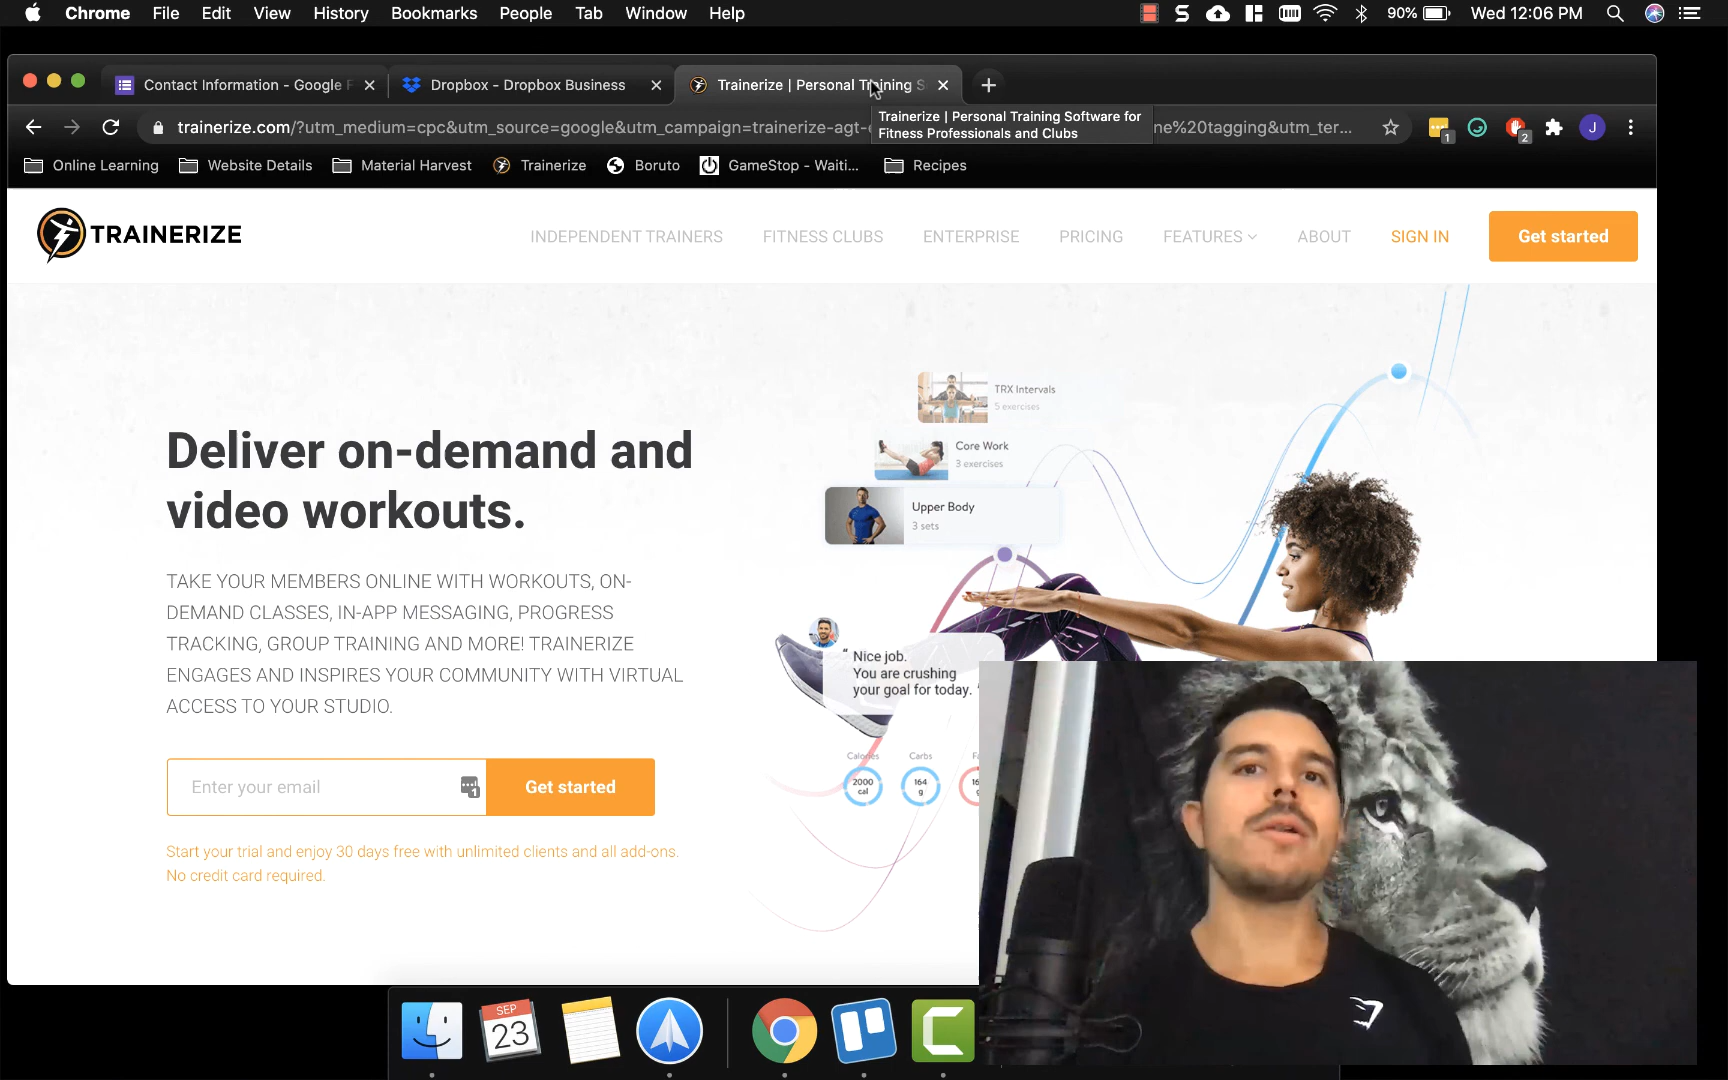 Chrome File Edit View History Bookmarks People Tab Window Help 90% Wed 12:06 PM
Contact Information - Google F Dropbox - Dropbox Business Trainerize | Personal Training S
trainerize.com/?utm_medium=cpc&utm_source=google&utm_campaign=trainerize-agt- ne%20tagging&utm_ter... 1 2 J
Trainerize | Personal Training Software for
Fitness Professionals and Clubs
Online Learning Website Details Material Harvest Trainerize Boruto GameStop - Waiti... Recipes
TRAINERIZE INDEPENDENT TRAINERS FITNESS CLUBS ENTERPRISE PRICING FEATURES ABOUT SIGN IN Get started
Deliver on-demand and
video workouts.
TAKE YOUR MEMBERS ONLINE WITH WORKOUTS, ON-
DEMAND CLASSES, IN-APP MESSAGING, PROGRESS
TRACKING, GROUP TRAINING AND MORE! TRAINERIZE
ENGAGES AND INSPIRES YOUR COMMUNITY WITH VIRTUAL
ACCESS TO YOUR STUDIO.
Enter your email 1 Get started
Start your trial and enjoy 30 days free with unlimited clients and all add-ons.
No credit card required.
TRX Intervals
5 exercises
Core Work
3 exercises
Upper Body
3 sets
“ Nice job.
You are crushing
your goal for today. ”
Calories Carbs
2000
cal
164
g
SEP
23